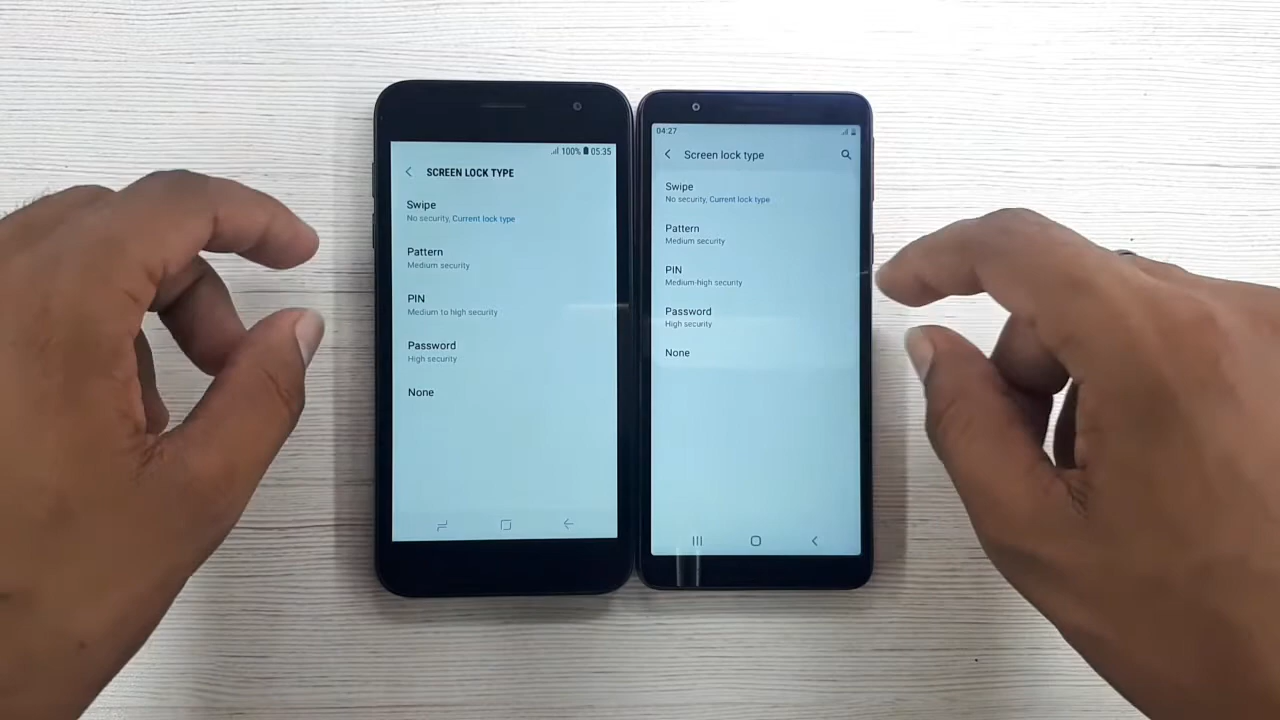 100% 05:35
SCREEN LOCK TYPE
Swipe
No security, Current lock type
Pattern
Medium security
PIN
Medium to high security
Password
High security
None
04:27
Screen lock type
Swipe
No security, Current lock type
Pattern
Medium security
PIN
Medium-high security
Password
High security
None